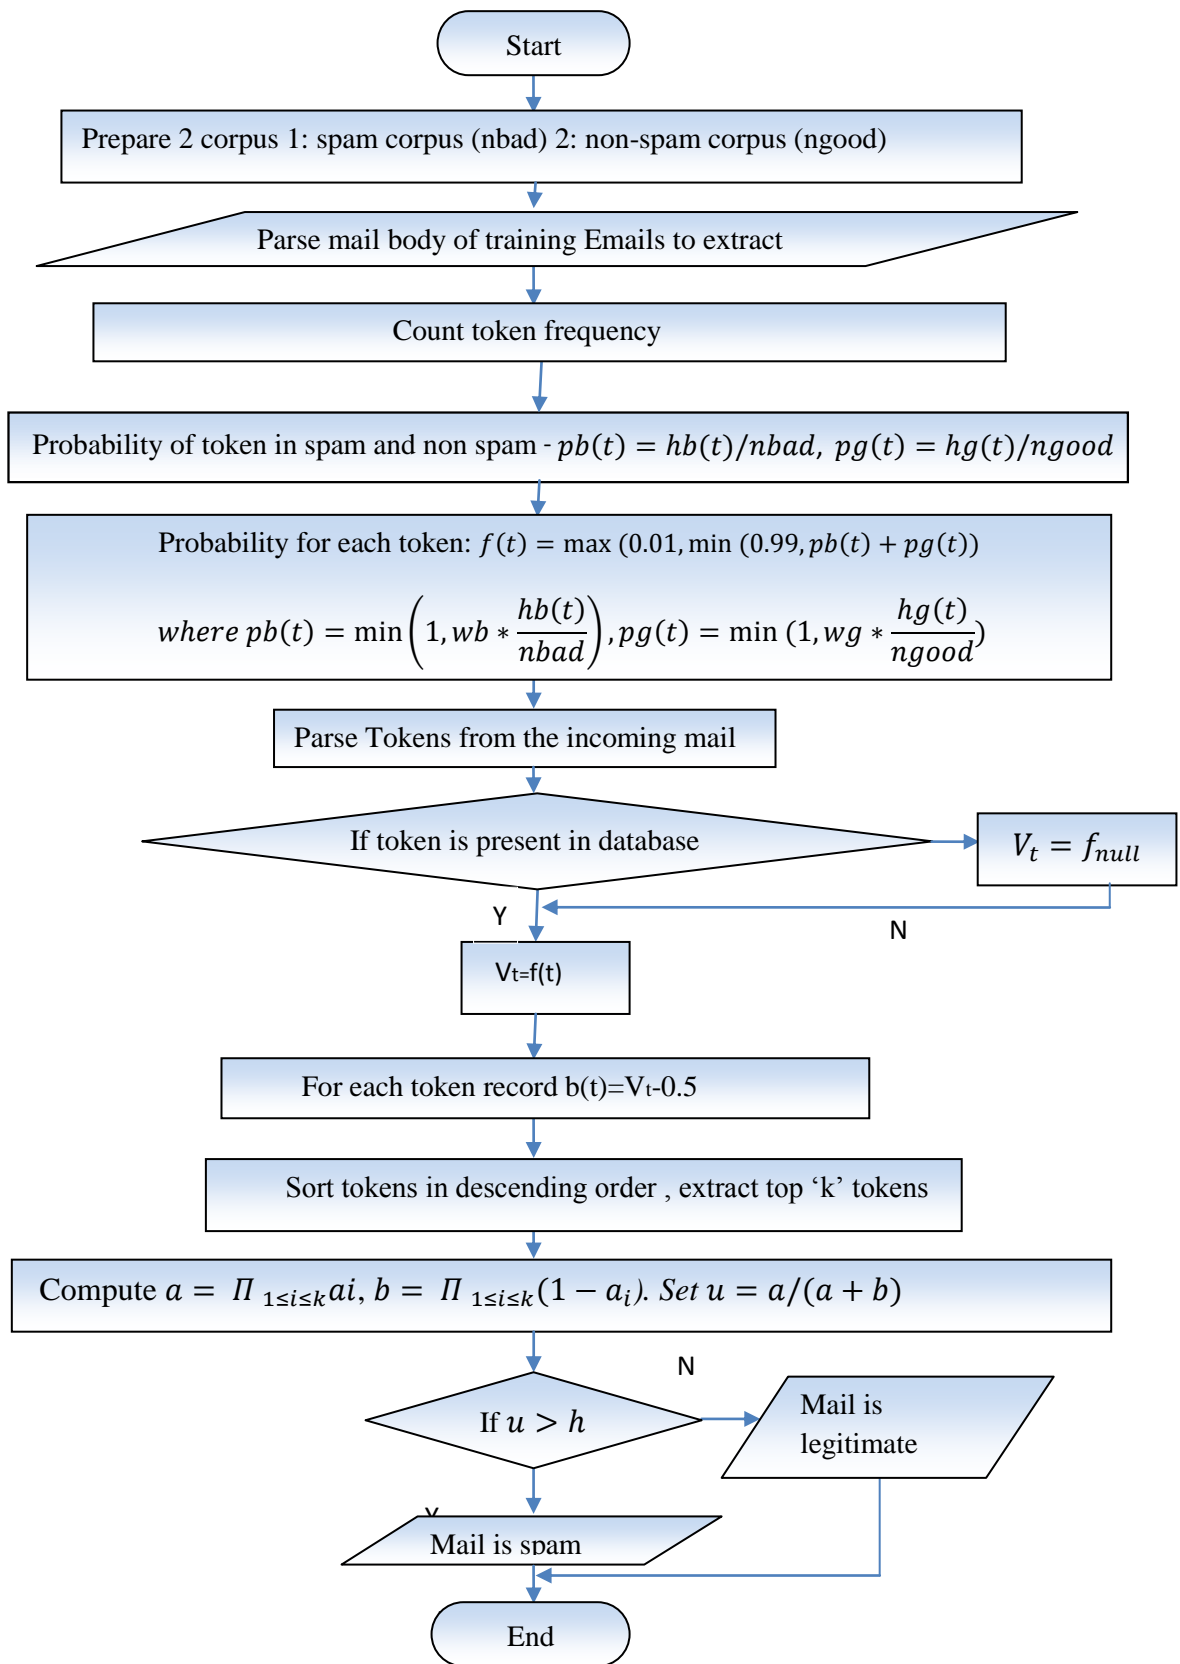 Start
Prepare 2 corpus 1: spam corpus (nbad) 2: non-spam corpus (ngood)
Parse mail body of training Emails to extract
Count token frequency
Probability of token in spam and non spam - pb(t) = hb(t)/nbad, pg(t) = hg(t)/ngood
Probability for each token: f(t) = max (0.01, min (0.99, pb(t) + pg(t))
where pb(t) = min(1, wb * hb(t)/nbad), pg(t) = min (1, wg * hg(t)/ngood)
Parse Tokens from the incoming mail
If token is present in database
V_t = f_null
Y
N
Vt=f(t)
For each token record b(t)=Vt-0.5
Sort tokens in descending order , extract top ‘k’ tokens
Compute a = Π 1≤i≤k ai, b = Π 1≤i≤k (1 − a_i). Set u = a/(a + b)
N
If u > h
Mail is
legitimate
Y
Mail is spam
End